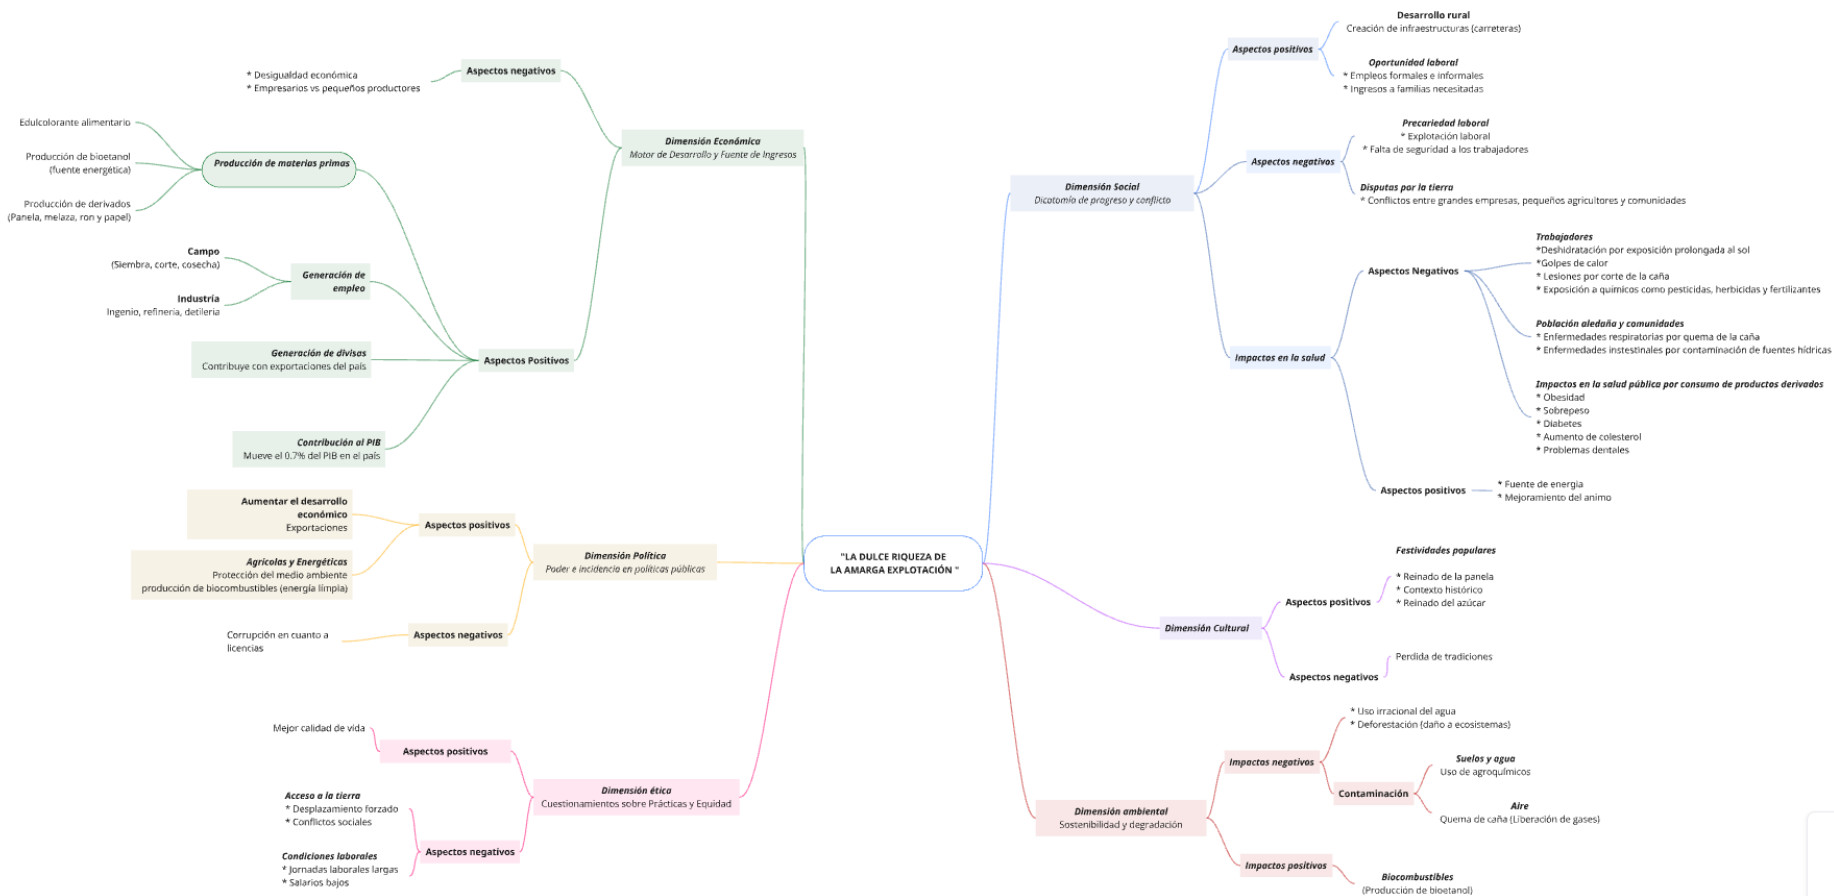 "LA DULCE RIQUEZA DE
LA AMARGA EXPLOTACIÓN "
Dimensión Económica
Motor de Desarrollo y Fuente de Ingresos
Aspectos negativos
* Desigualdad económica
* Empresarios vs pequeños productores
Aspectos Positivos
Producción de materias primas
Edulcolorante alimentario
Producción de bioetanol
(fuente energética)
Producción de derivados
(Panela, melaza, ron y papel)
Generación de
empleo
Campo
(Siembra, corte, cosecha)
Industria
Ingenio, refineria, detileria
Generación de divisas
Contribuye con exportaciones del país
Contribución al PIB
Mueve el 0.7% del PIB en el país
Dimensión Política
Poder e incidencia en políticas públicas
Aspectos positivos
Aumentar el desarrollo
económico
Exportaciones
Agrícolas y Energéticas
Protección del medio ambiente
producción de biocombustibles (energía límpia)
Aspectos negativos
Corrupción en cuanto a
licencias
Dimensión ética
Cuestionamientos sobre Prácticas y Equidad
Aspectos positivos
Mejor calidad de vida
Aspectos negativos
Acceso a la tierra
* Desplazamiento forzado
* Conflictos sociales
Condiciones laborales
* Jornadas laborales largas
* Salarios bajos
Dimensión Social
Dicatomía de progreso y conflicto
Aspectos positivos
Desarrollo rural
Creación de infraestructuras (carreteras)
Oportunidad laboral
* Empleos formales e informales
* Ingresos a familias necesitadas
Aspectos negativos
Precariedad laboral
* Explotación laboral
* Falta de seguridad a los trabajadores
Disputas por la tierra
* Conflictos entre grandes empresas, pequeños agricultores y comunidades
Impactos en la salud
Aspectos Negativos
Trabajadores
*Deshidratación por exposición prolongada al sol
*Golpes de calor
* Lesiones por corte de la caña
* Exposición a quimicos como pesticidas, herbicidas y fertilizantes
Población aledaña y comunidades
* Enfermedades respiratorias por quema de la caña
* Enfermedades instestinales por contaminación de fuentes hídricas
Impactos en la salud pública por consumo de productos derivados
* Obesidad
* Sobrepeso
* Diabetes
* Aumento de colesterol
* Problemas dentales
Aspectos positivos
* Fuente de energia
* Mejoramiento del animo
Dimensión Cultural
Aspectos positivos
Festividades populares
* Reinado de la panela
* Contexto histórico
* Reinado del azúcar
Aspectos negativos
Perdida de tradiciones
Dimensión ambiental
Sostenibilidad y degradación
Impactos negativos
* Uso irracional del agua
* Deforestación (daño a ecosistemas)
Contaminación
Suelos y agua
Uso de agroquímicos
Aire
Quema de caña (Liberación de gases)
Impactos positivos
Biocombustibles
(Producción de bioetanol)